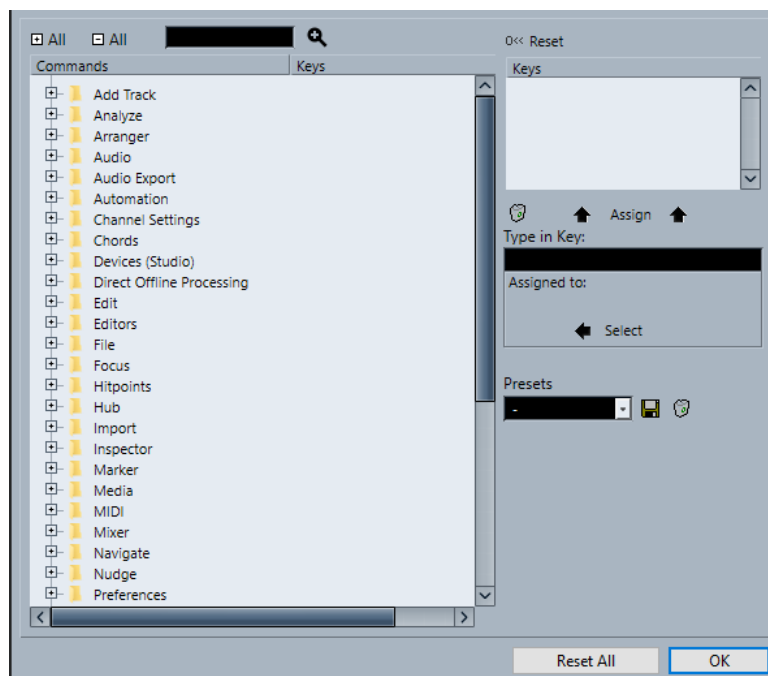 All All
0<< Reset
Commands Keys
Keys
Add Track
Analyze
Arranger
Audio
Audio Export
Automation
Channel Settings
Chords
Devices (Studio)
Direct Offline Processing
Edit
Editors
File
Focus
Hitpoints
Hub
Import
Inspector
Marker
Media
MIDI
Mixer
Navigate
Nudge
Preferences
Assign
Type in Key:
Assigned to:
Select
Presets
-
Reset All OK